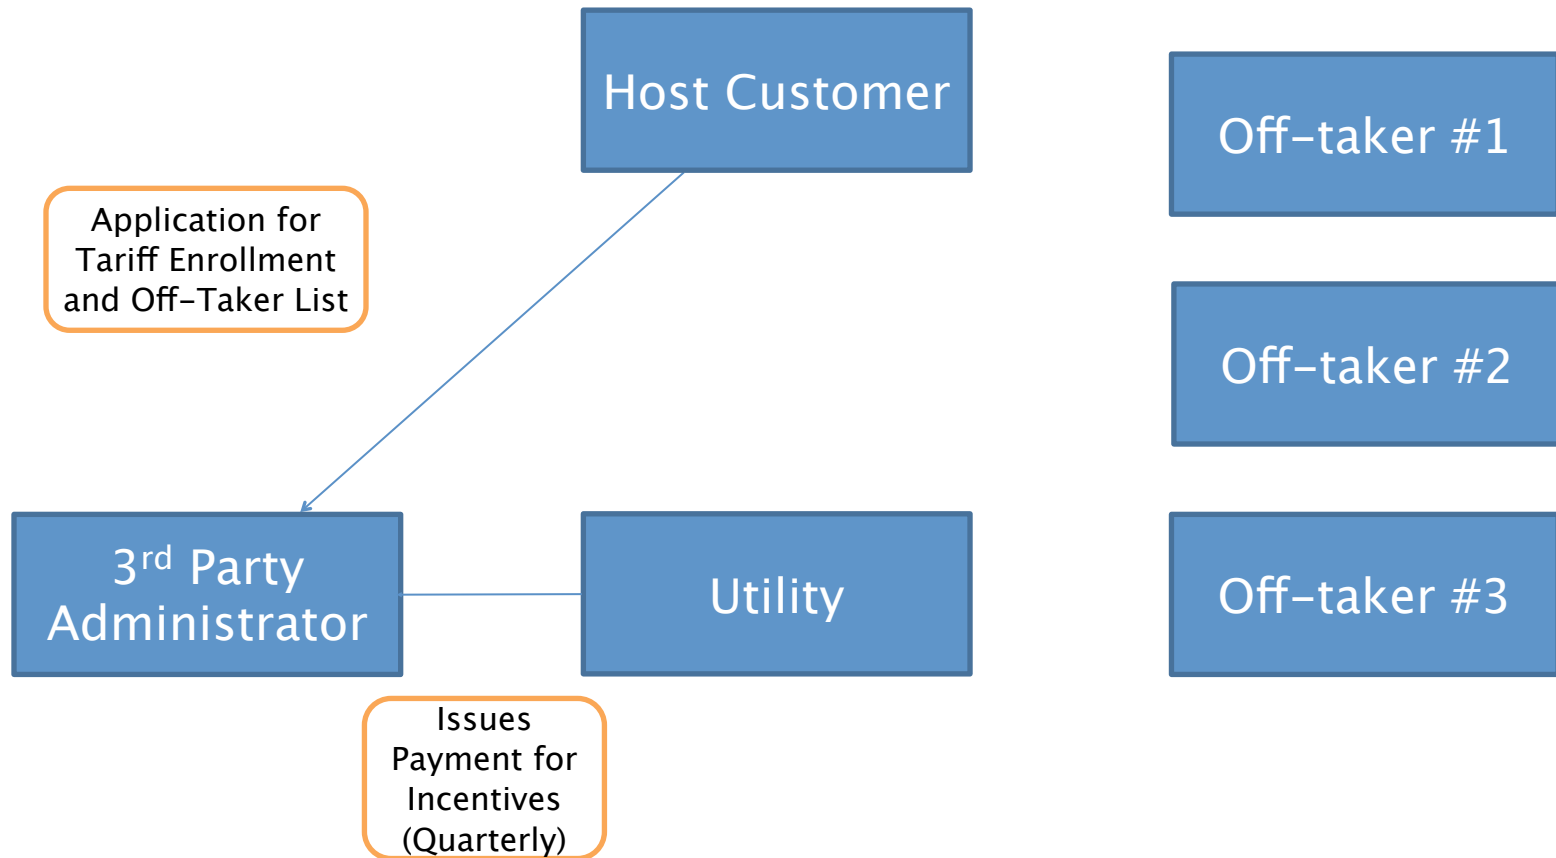 Host Customer
Off-taker #1
Application for
Tariff Enrollment
and Off-Taker List
Off-taker #2
3rd Party
Administrator
Utility
Off-taker #3
Issues
Payment for
Incentives
(Quarterly)